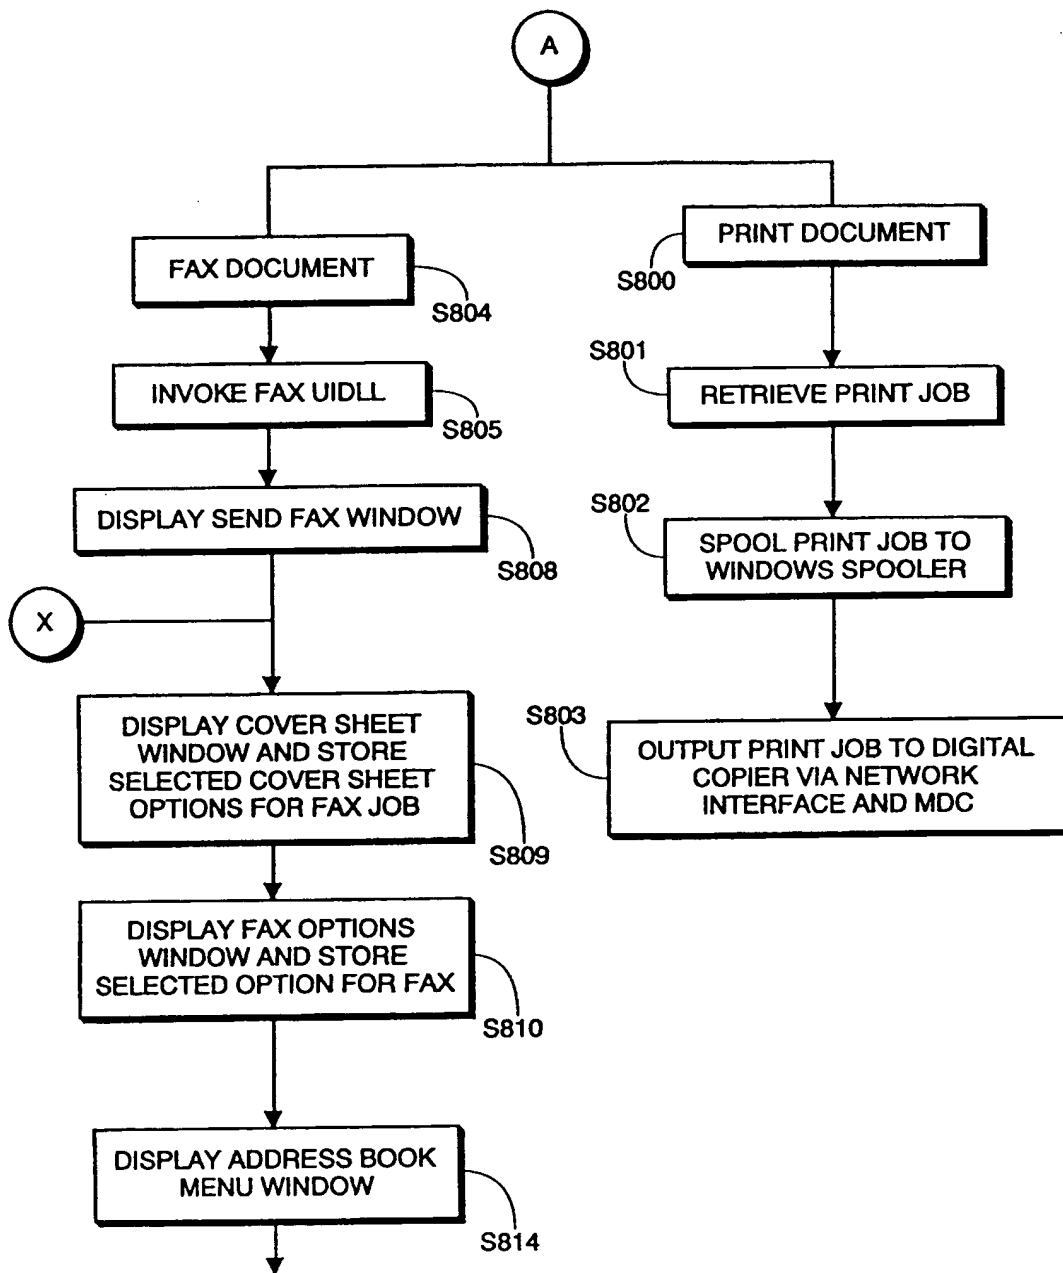 A
FAX DOCUMENT
S804
INVOKE FAX UIDLL
S805
DISPLAY SEND FAX WINDOW
S808
X
DISPLAY COVER SHEET
WINDOW AND STORE
SELECTED COVER SHEET
OPTIONS FOR FAX JOB
S809
DISPLAY FAX OPTIONS
WINDOW AND STORE
SELECTED OPTION FOR FAX
S810
DISPLAY ADDRESS BOOK
MENU WINDOW
S814
PRINT DOCUMENT
S800
S801
RETRIEVE PRINT JOB
S802
SPOOL PRINT JOB TO
WINDOWS SPOOLER
S803
OUTPUT PRINT JOB TO DIGITAL
COPIER VIA NETWORK
INTERFACE AND MDC